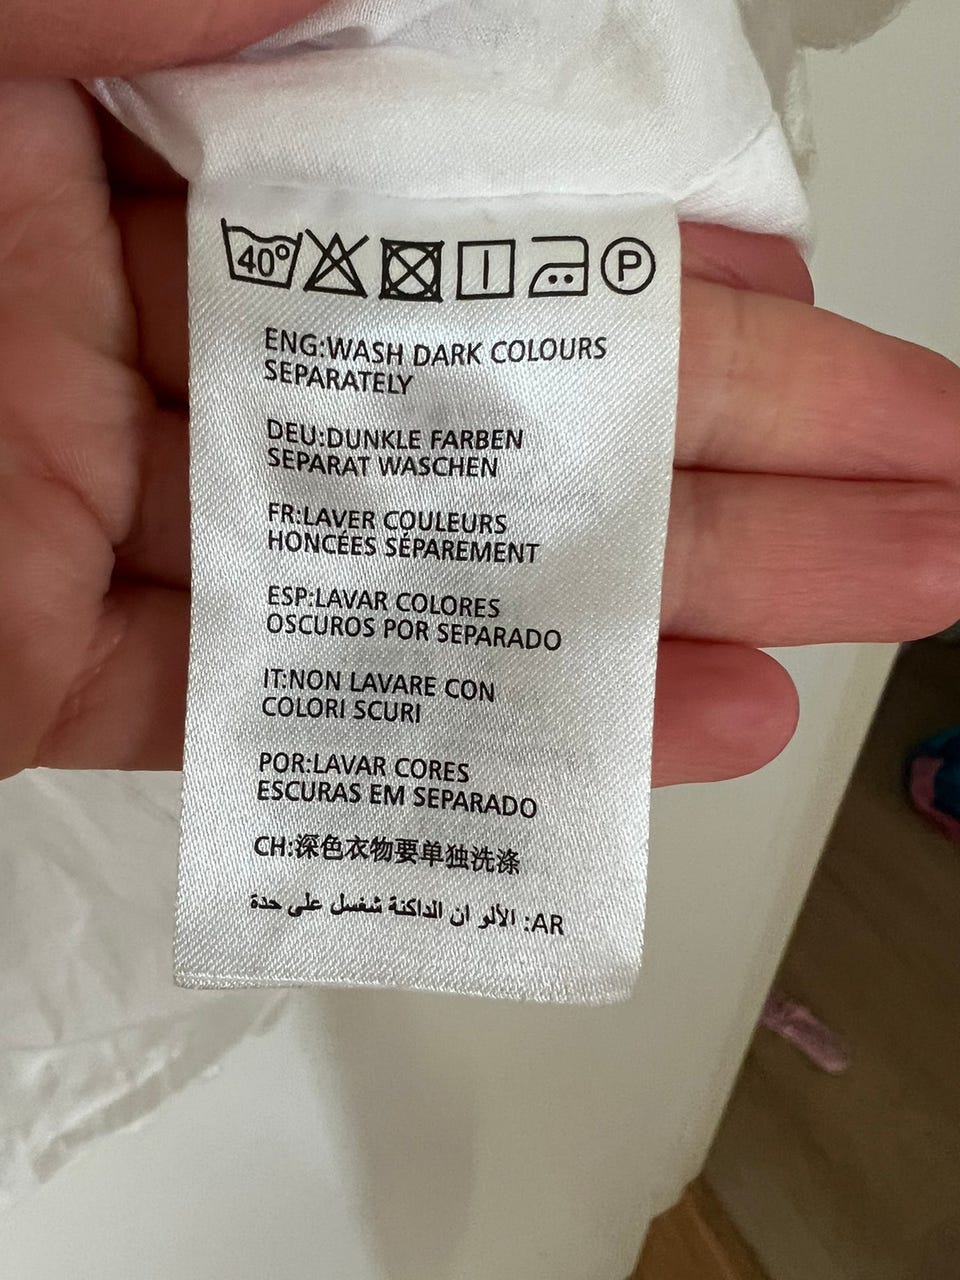 40°
P
ENG:WASH DARK COLOURS
SEPARATELY
DEU:DUNKLE FARBEN
SEPARAT WASCHEN
FR:LAVER COULEURS
HONCÉES SÉPAREMENT
ESP:LAVAR COLORES
OSCUROS POR SEPARADO
IT:NON LAVARE CON
COLORI SCURI
POR:LAVAR CORES
ESCURAS EM SEPARADO
CH:深色衣物要单独洗涤
AR: الألو ان الداكنة شغسل على حدة